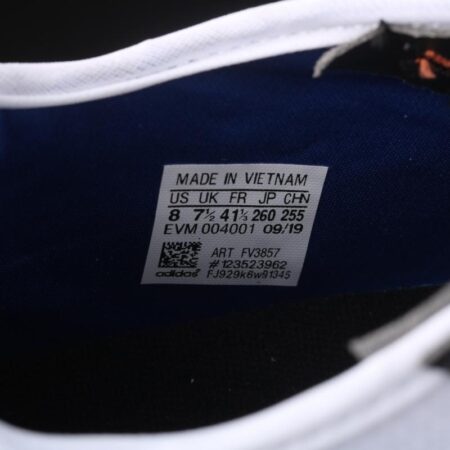 MADE IN VIETNAM
US UK FR JP CHN
8 7½ 41⅓ 260 255
EVM 004001 09/19
ART FV3857
#123523962
adidas FJ929k8w81345